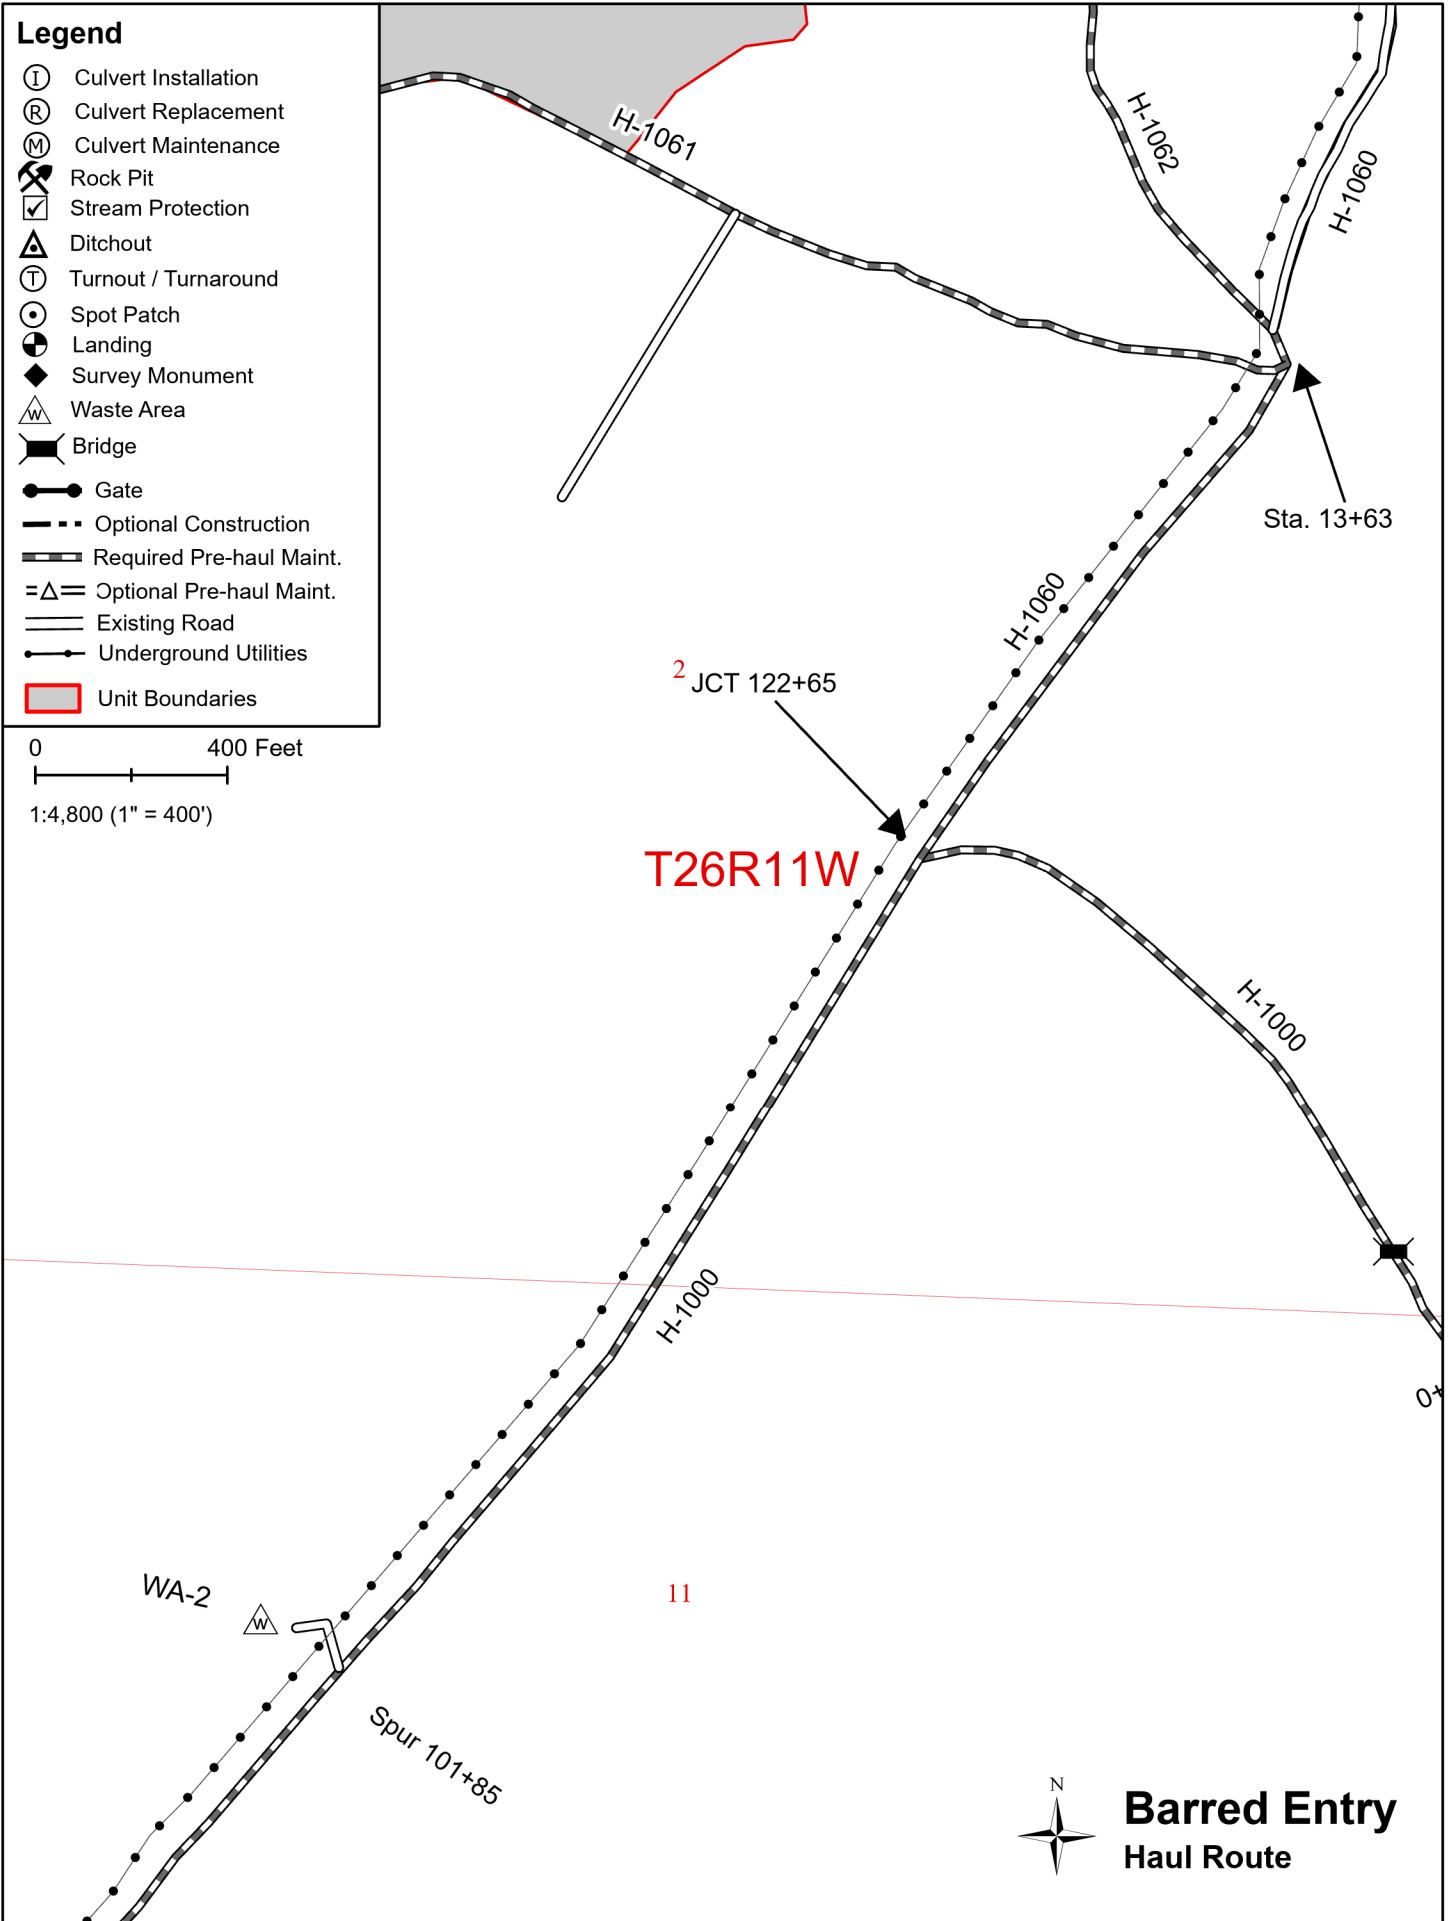 Legend
I Culvert Installation
R Culvert Replacement
M Culvert Maintenance
Rock Pit
Stream Protection
Ditchout
T Turnout / Turnaround
Spot Patch
Landing
Survey Monument
W Waste Area
Bridge
Gate
Optional Construction
Required Pre-haul Maint.
Optional Pre-haul Maint.
Existing Road
Underground Utilities
Unit Boundaries
0 400 Feet
1:4,800 (1" = 400')
H-1061
H-1062
H-1060
Sta. 13+63
H-1060
2
JCT 122+65
T26R11W
H-1000
H-1000
0+
WA-2
W
11
Spur 101+85
N
Barred Entry
Haul Route